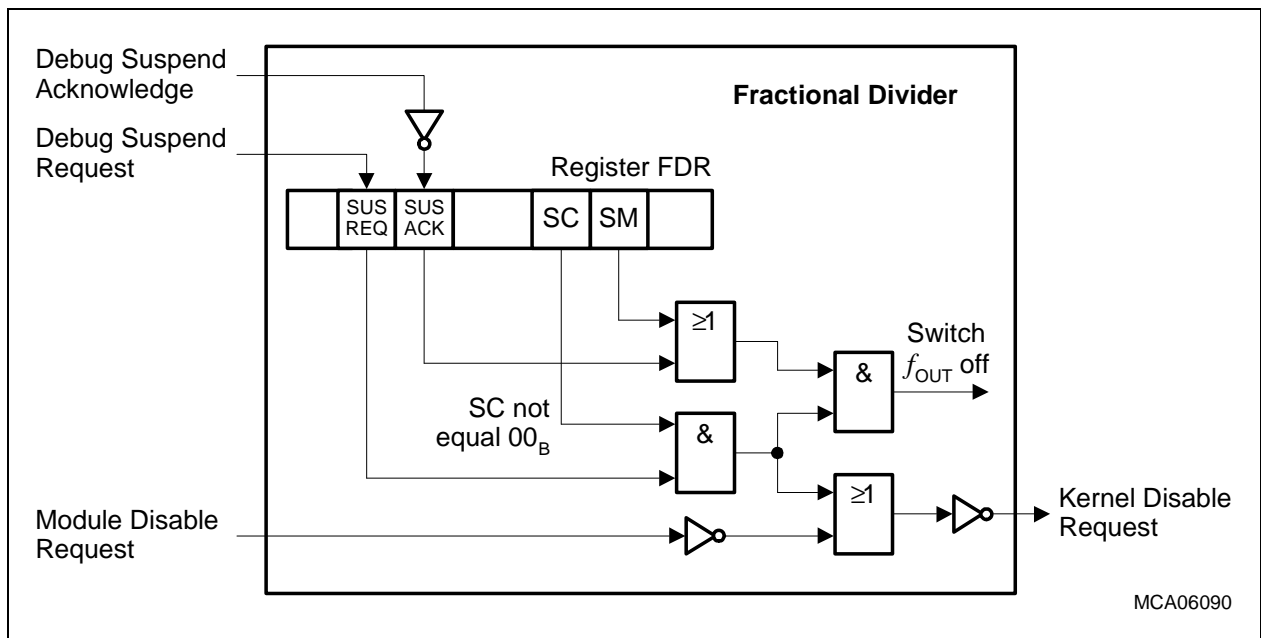 Debug Suspend
Acknowledge
Fractional Divider
Debug Suspend
Request
Register FDR
SUS
REQ
SUS
ACK
SC
SM
≥1
Switch
fOUT off
&
SC not
equal 00B
&
≥1
Module Disable
Request
Kernel Disable
Request
MCA06090